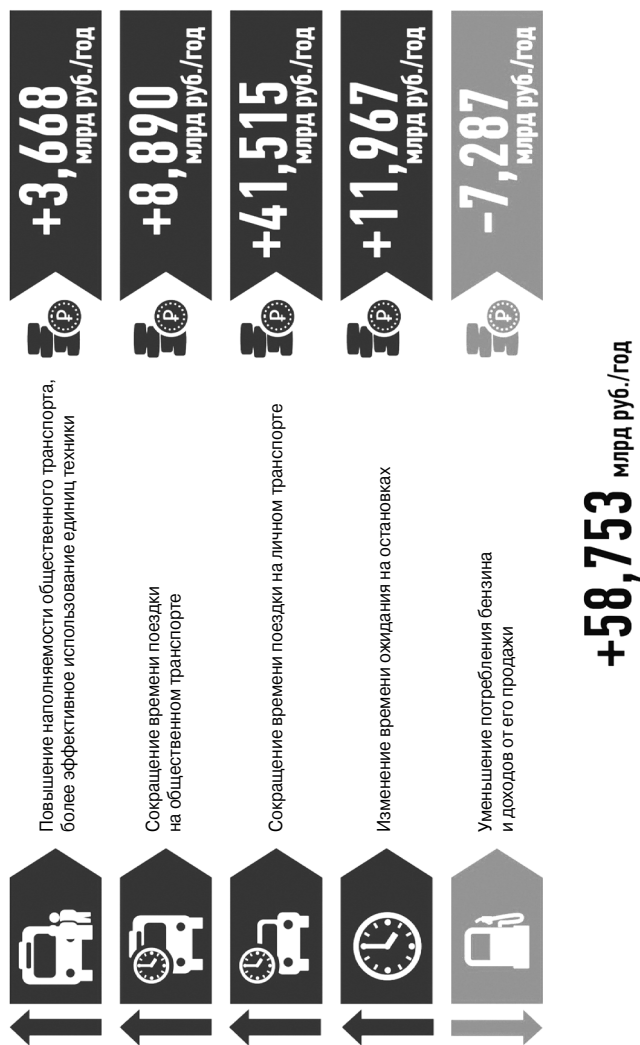 Повышение наполняемости общественного транспорта,
более эффективное использование единиц техники
+3,668
млрд руб./год
Сокращение времени поездки
на общественном транспорте
+8,890
млрд руб./год
Сокращение времени поездки на личном транспорте
+41,515
млрд руб./год
Изменение времени ожидания на остановках
+11,967
млрд руб./год
Уменьшение потребления бензина
и доходов от его продажи
-7,287
млрд руб./год
+58,753 млрд руб./год